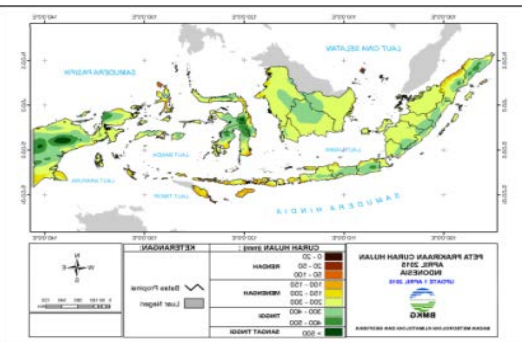 LAUT CINA SELATAN
SAMUDERA PASIFIK
LAUT JAWA
LAUT BANDA
LAUT ARAFURA
LAUT TIMOR
SAMUDERA HINDIA
PETA PRAKIRAAN CURAH HUJAN
APRIL 2015
INDONESIA
UPDATE 1 APRIL 2015
BMKG
BADAN METEOROLOGI KLIMATOLOGI DAN GEOFISIKA
CURAH HUJAN (mm) :
0 - 20
20 - 50
50 - 100
RENDAH
100 - 150
150 - 200
200 - 300
MENENGAH
300 - 400
400 - 500
TINGGI
> 500
SANGAT TINGGI
KETERANGAN:
Batas Propinsi
Luar Negeri
N
W
E
S